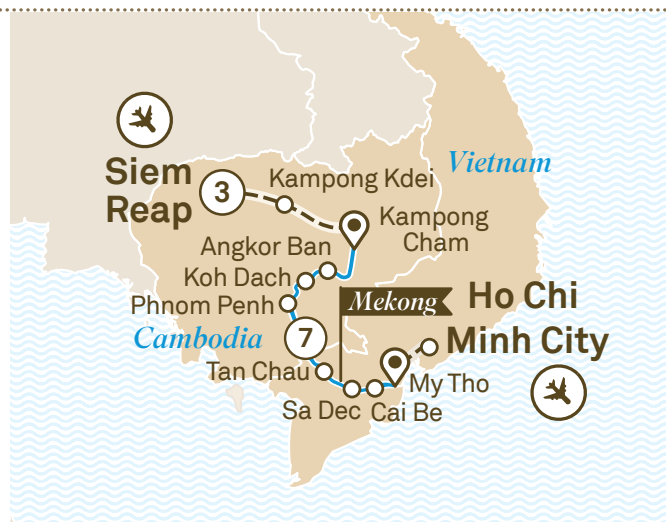 Siem
Reap
3
Kampong Kdei
Vietnam
Kampong
Cham
Angkor Ban
Koh Dach
Phnom Penh
Mekong
Ho Chi
Minh City
Cambodia
7
Tan Chau
My Tho
Sa Dec
Cai Be